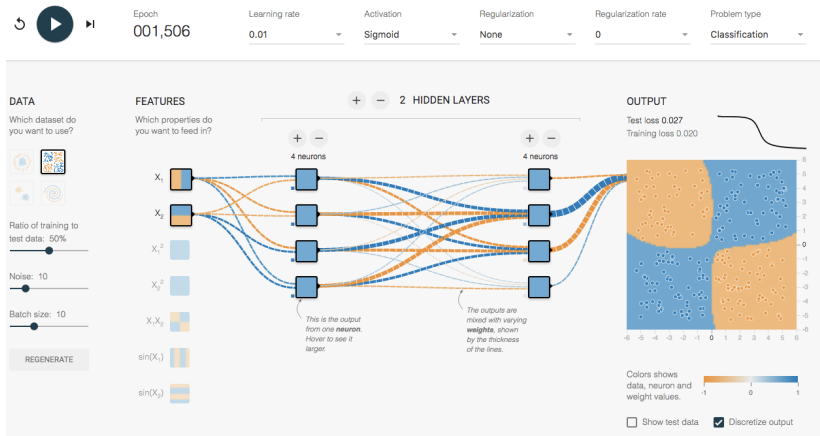 Epoch
001,506
Learning rate
0.01
Activation
Sigmoid
Regularization
None
Regularization rate
0
Problem type
Classification
DATA
Which dataset do
you want to use?
Ratio of training to
test data: 50%
Noise: 10
Batch size: 10
REGENERATE
FEATURES
Which properties do
you want to feed in?
X₁
X₂
X₁²
X₂²
X₁X₂
sin(X₁)
sin(X₂)
+ − 2 HIDDEN LAYERS
+ −
4 neurons
+ −
4 neurons
This is the output
from one neuron.
Hover to see it
larger.
The outputs are
mixed with varying
weights, shown
by the thickness
of the lines.
OUTPUT
Test loss 0.027
Training loss 0.020
6
5
4
3
2
1
0
-1
-2
-3
-4
-5
-6
-6 -5 -4 -3 -2 -1 0 1 2 3 4 5 6
Colors shows
data, neuron and
weight values.
-1 0 1
Show test data
Discretize output